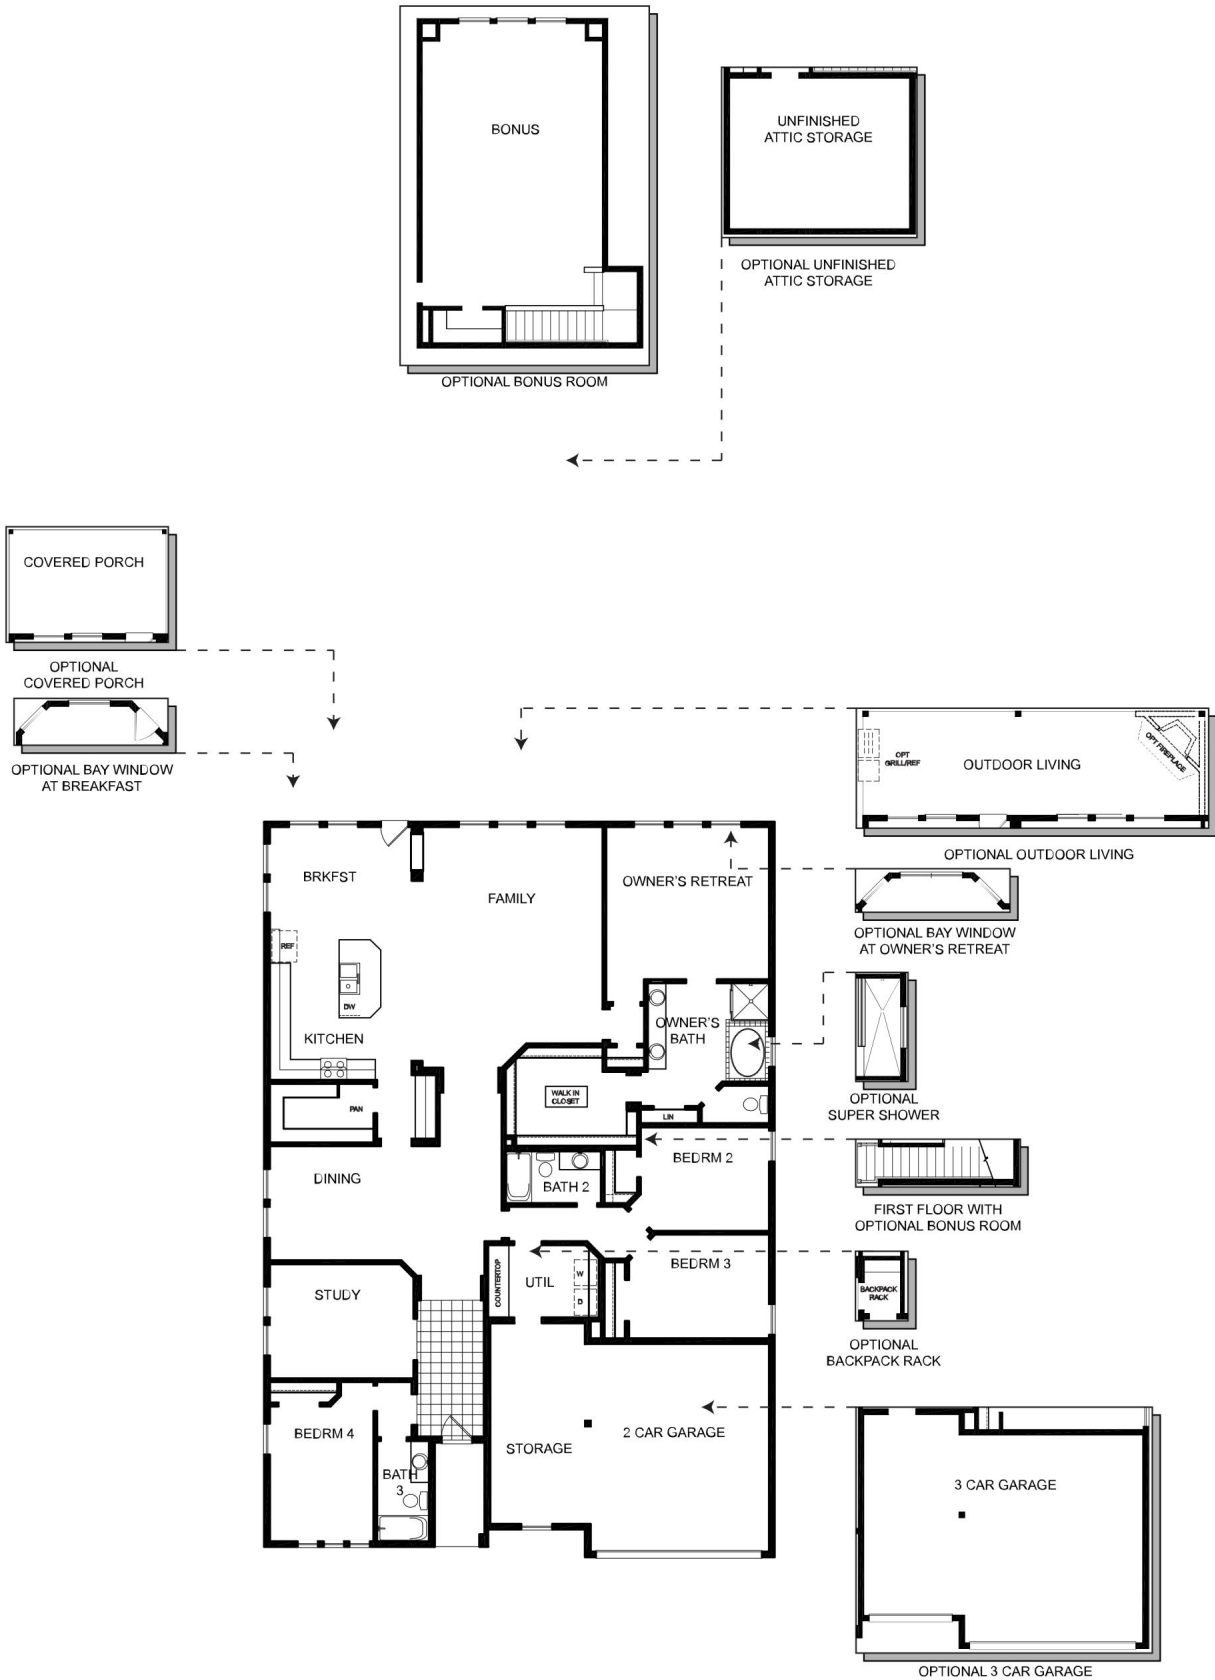 BONUS
OPTIONAL BONUS ROOM
UNFINISHED
ATTIC STORAGE
OPTIONAL UNFINISHED
ATTIC STORAGE
COVERED PORCH
OPTIONAL
COVERED PORCH
OPTIONAL BAY WINDOW
AT BREAKFAST
OPT
GRILL/REF
OUTDOOR LIVING
OPT FIREPLACE
OPTIONAL OUTDOOR LIVING
OPTIONAL BAY WINDOW
AT OWNER'S RETREAT
OPTIONAL
SUPER SHOWER
FIRST FLOOR WITH
OPTIONAL BONUS ROOM
BACKPACK
RACK
OPTIONAL
BACKPACK RACK
3 CAR GARAGE
OPTIONAL 3 CAR GARAGE
BRKFST
FAMILY
OWNER'S RETREAT
REF
DW
KITCHEN
OWNER'S
BATH
WALK IN
CLOSET
PAN
LIN
DINING
BATH 2
BEDRM 2
STUDY
COUNTERTOP
UTIL
W
D
BEDRM 3
BEDRM 4
BATH
3
STORAGE
2 CAR GARAGE